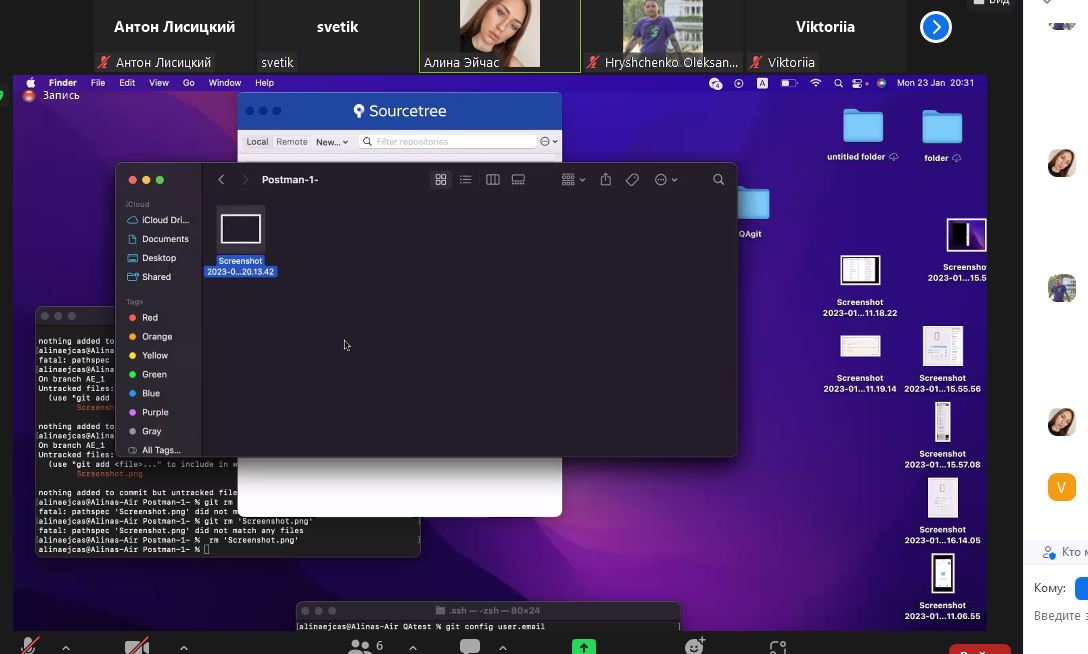 Вид
Антон Лисицкий
svetik
Viktoriia
Антон Лисицкий
svetik
Алина Эйчас
Hryshchenko Oleksan...
Viktoriia
Finder File Edit View Go Window Help
A
Mon 23 Jan 20:31
Запись
Sourcetree
Local Remote New...
Filter repositories
Postman-1-
iCloud
iCloud Dri...
Documents
Desktop
Shared
Tags
Red
Orange
Yellow
Green
Blue
Purple
Gray
All Tags...
Screenshot
2023-0...20.13.42
untitled folder
folder
QAgit
Screenshot
2023-01...15.5
Screenshot
2023-01...11.18.22
Screenshot
2023-01...11.19.14
Screenshot
2023-01...15.55.56
Screenshot
2023-01...15.57.08
Screenshot
2023-01...16.14.05
Screenshot
2023-01...11.06.55
nothing added to
[alinaejcas@Alina
fatal: pathspec
[alinaejcas@Alina
On branch AE_1
Untracked files:
(use "git add
Screensh
nothing added to
[alinaejcas@Alina
On branch AE_1
Untracked files:
(use "git add <file>..." to include in w
Screenshot.png
nothing added to commit but untracked file
[alinaejcas@Alinas-Air Postman-1- % git rm
fatal: pathspec 'Screenshot.png' did not m
[alinaejcas@Alinas-Air Postman-1- % git rm 'Screenshot.png' ]
fatal: pathspec 'Screenshot.png' did not match any files
[alinaejcas@Alinas-Air Postman-1- %  rm 'Screenshot.png' ]
alinaejcas@Alinas-Air Postman-1- %
.ssh — -zsh — 80×24
[alinaejcas@Alinas-Air QAtest % git config user.email ]
V
Кто
Кому:
Введите
6